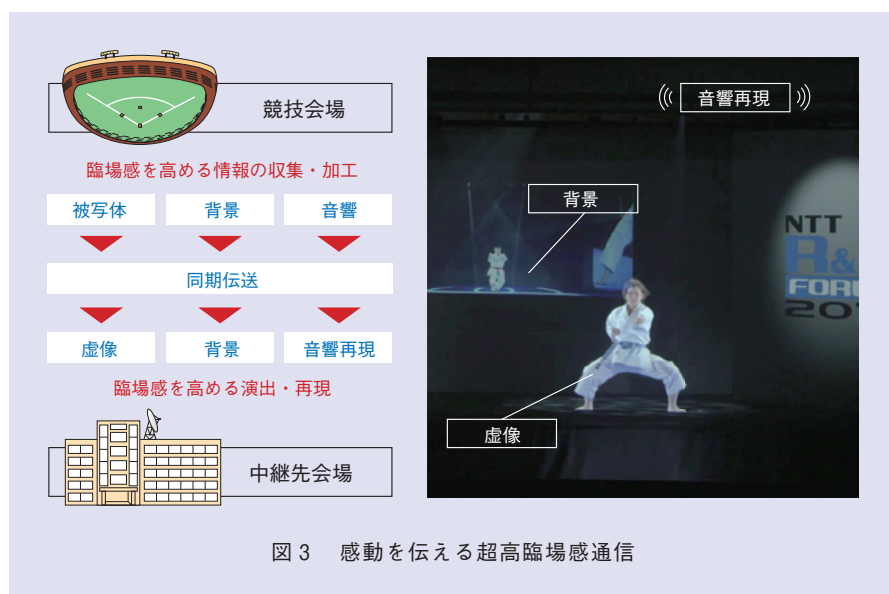 競技会場
臨場感を高める情報の収集・加工
被写体 背景 音響
同期伝送
虚像 背景 音響再現
臨場感を高める演出・再現
中継先会場
音響再現
背景
NTT
R&
FORU
虚像
図3 感動を伝える超高臨場感通信